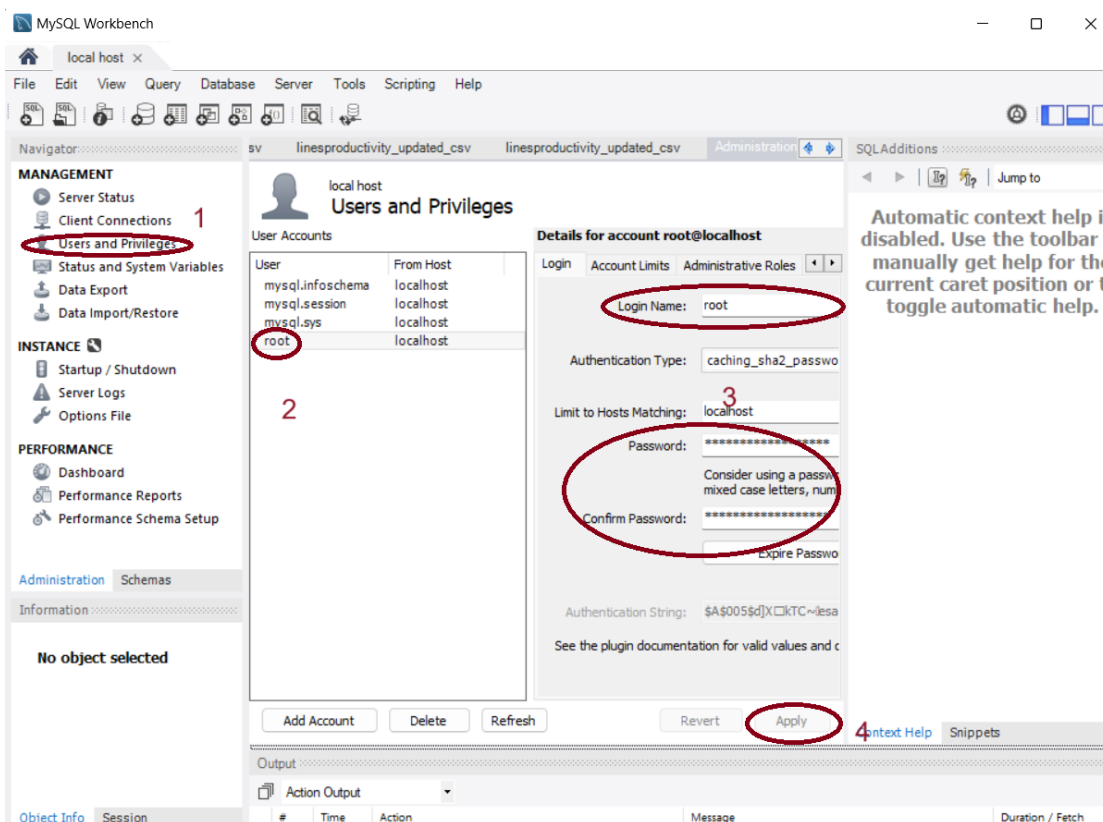 MySQL Workbench
local host
File Edit View Query Database Server Tools Scripting Help
Navigator
MANAGEMENT
Server Status
Client Connections
1
Users and Privileges
Status and System Variables
Data Export
Data Import/Restore
INSTANCE
Startup / Shutdown
Server Logs
Options File
PERFORMANCE
Dashboard
Performance Reports
Performance Schema Setup
Administration Schemas
Information
No object selected
Object Info Session
sv linesproductivity_updated_csv linesproductivity_updated_csv Administration
local host
Users and Privileges
User Accounts
User From Host
mysql.infoschema localhost
mysql.session localhost
mysql.sys localhost
root localhost
2
Add Account Delete Refresh
Details for account root@localhost
Login Account Limits Administrative Roles
Login Name: root
Authentication Type: caching_sha2_passwo
3
Limit to Hosts Matching: localhost
Password: ******************
Consider using a passw
mixed case letters, num
Confirm Password: ******************
Expire Passwo
Authentication String:
See the plugin documentation for valid values and c
Revert Apply
4
SQLAdditions
Jump to
Automatic context help i
disabled. Use the toolbar
manually get help for the
current caret position or t
toggle automatic help.
Context Help Snippets
Output
Action Output
# Time Action Message Duration / Fetch